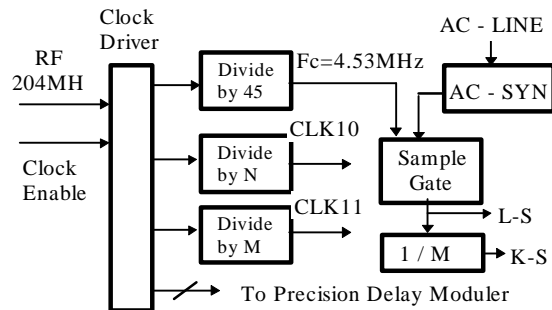 Clock
Driver
RF
204MH
Clock
Enable
Divide
by 45
Fc=4.53MHz
AC - LINE
AC - SYN
Divide
by N
CLK10
Sample
Gate
Divide
by M
CLK11
L-S
1 / M
K-S
To Precision Delay Moduler